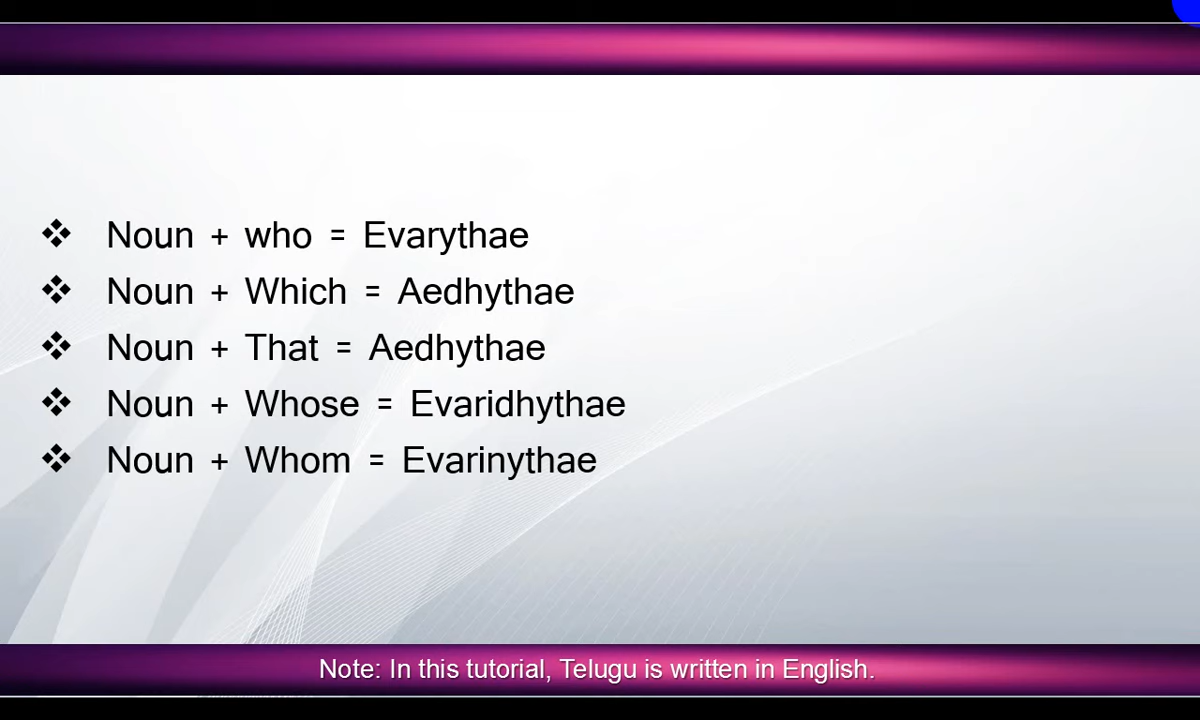 ❖ Noun + who = Evarythae
❖ Noun + Which = Aedhythae
❖ Noun + That = Aedhythae
❖ Noun + Whose = Evaridhythae
❖ Noun + Whom = Evarinythae
Note: In this tutorial, Telugu is written in English.